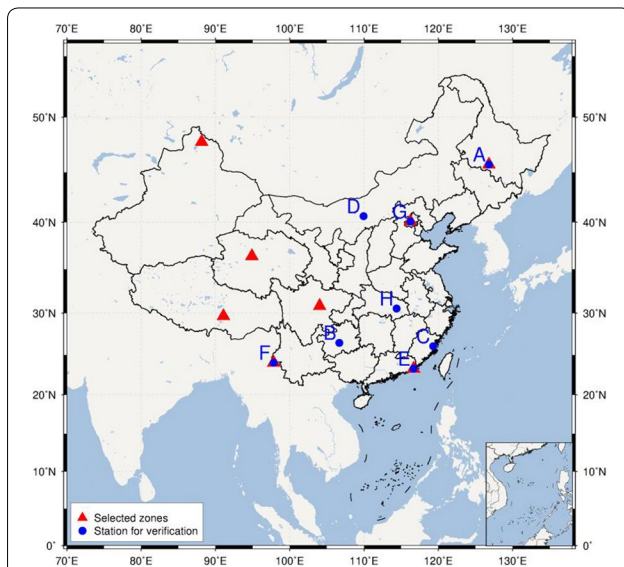 70°E 80°E 90°E 100°E 110°E 120°E 130°E
50°N 50°N
A
D G
40°N 40°N
H
30°N 30°N
B C
F E
20°N 20°N
10°N 10°N
Selected zones
Station for verification
0° 0°
70°E 80°E 90°E 100°E 110°E 120°E 130°E